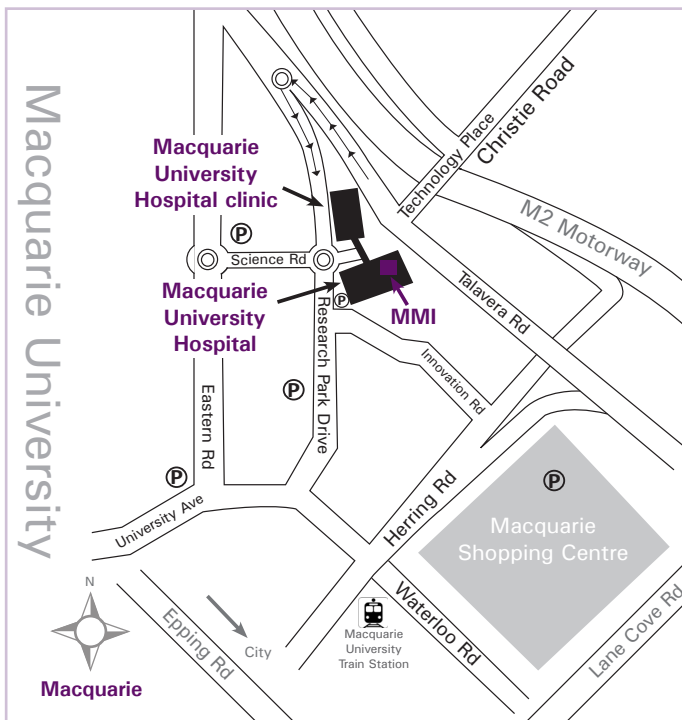 Macquarie University
Macquarie
University
Hospital clinic
Technology Place
Christie Road
M2 Motorway
P
Science Rd
Macquarie
University
Hospital
P
MMI
Talavera Rd
Research Park Drive
Innovation Rd
Eastern Rd
P
P
University Ave
Herring Rd
P
Macquarie
Shopping Centre
N
Macquarie
Epping Rd
City
Macquarie
University
Train Station
Waterloo Rd
Lane Cove Rd